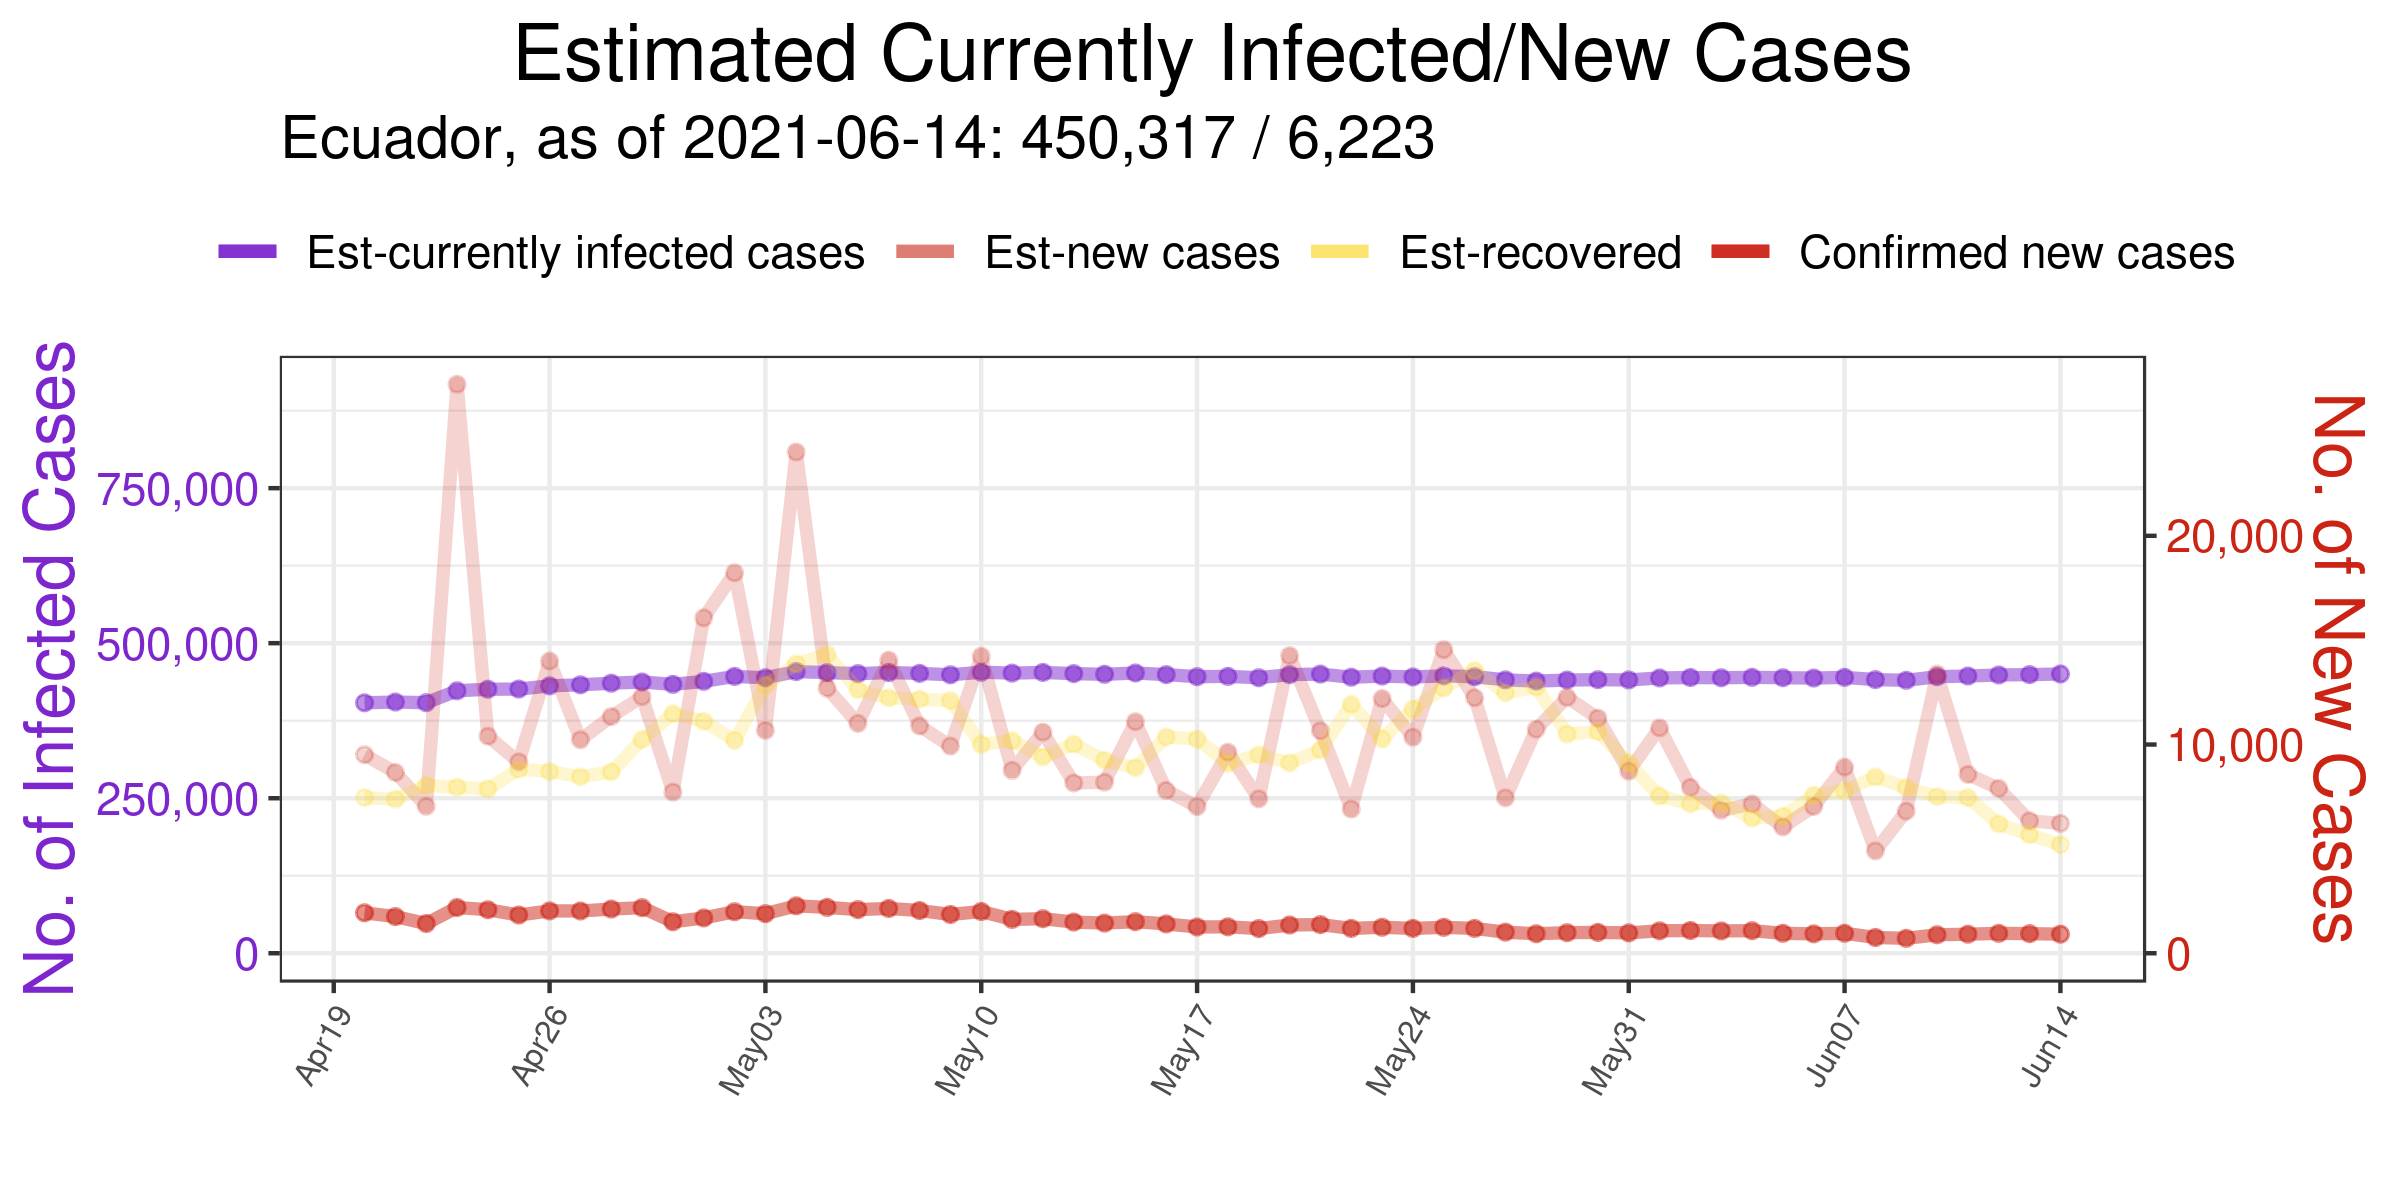 Estimated Currently Infected/New Cases
Ecuador, as of 2021-06-14: 450,317 / 6,223
Est-currently infected cases Est-new cases Est-recovered Confirmed new cases
No. of Infected Cases
750,000
500,000
250,000
0
20,000
10,000
0
No. of New Cases
Apr19 Apr26 May03 May10 May17 May24 May31 Jun07 Jun14